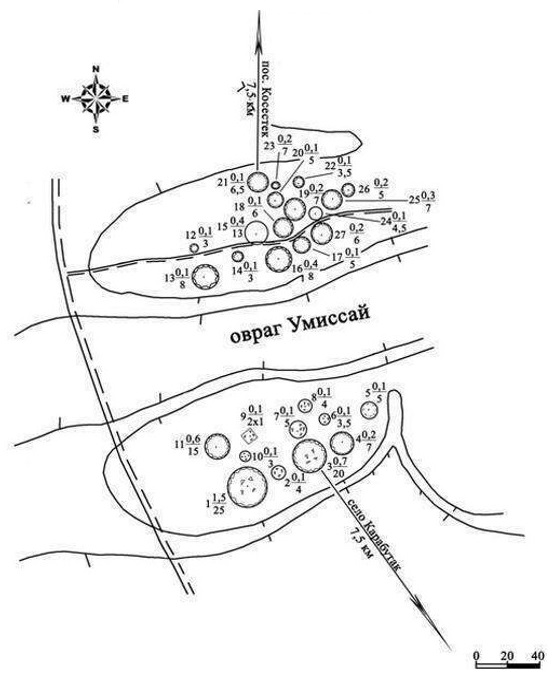 N
W E
S
пос. Косестек
7,5 км
23 0,2/7
20 0,1/5
22 0,1/3,5
21 0,1/6,5
19 0,2/7
26 0,2/5
25 0,3/7
18 0,1/6
24 0,1/4,5
15 0,4/13
27 0,2/6
12 0,1/3
17 0,1/5
14 0,1/3
16 0,4/8
13 0,1/8
овраг Умиссай
8 0,1/4
5 0,1/5
9 0,1/2x1
7 0,1/5
6 0,1/3,5
11 0,6/15
4 0,2/7
10 0,1/3
3 0,7/20
2 0,1/4
1 1,5/25
село Карабутак
7,5 км
0 20 40